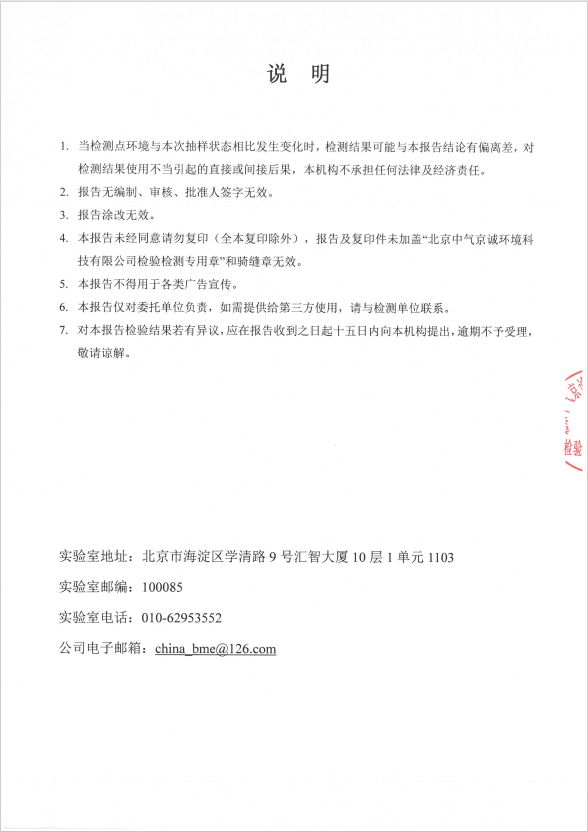 说 明
1. 当检测点环境与本次抽样状态相比发生变化时，检测结果可能与本报告结论有偏离差，对
检测结果使用不当引起的直接或间接后果，本机构不承担任何法律及经济责任。
2. 报告无编制、审核、批准人签字无效。
3. 报告涂改无效。
4. 本报告未经同意请勿复印（全本复印除外），报告及复印件未加盖“北京中气京诚环境科
技有限公司检验检测专用章”和骑缝章无效。
5. 本报告不得用于各类广告宣传。
6. 本报告仅对委托单位负责，如需提供给第三方使用，请与检测单位联系。
7. 对本报告检验结果若有异议，应在报告收到之日起十五日内向本机构提出，逾期不予受理，
敬请谅解。
京
检验
实验室地址：北京市海淀区学清路 9 号汇智大厦 10 层 1 单元 1103
实验室邮编：100085
实验室电话：010-62953552
公司电子邮箱：china_bme@126.com